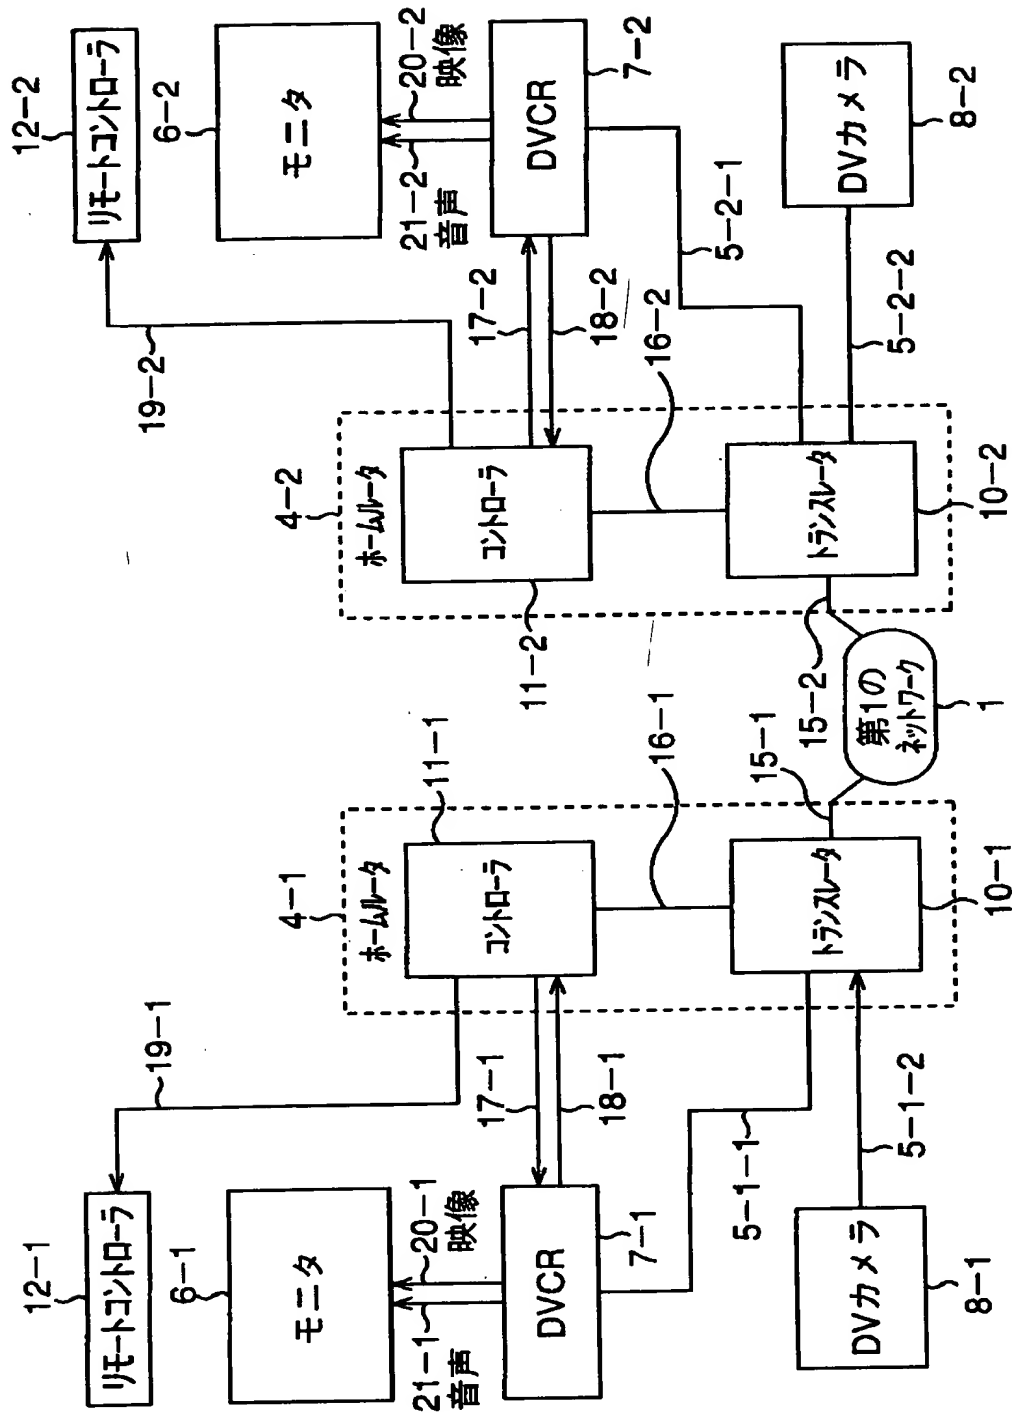 12-1
リモートコントローラ
6-1
モニタ
21-1
音声
20-1
映像
DVCR
7-1
DVカメラ
8-1
19-1
17-1
18-1
5-1-1
5-1-2
4-1
ホームルータ
コントローラ
11-1
16-1
トランスレータ
10-1
15-1
第1の
ネットワーク
1
15-2
4-2
ホームルータ
コントローラ
11-2
16-2
トランスレータ
10-2
19-2
17-2
18-2
5-2-1
5-2-2
12-2
リモートコントローラ
6-2
モニタ
21-2
音声
20-2
映像
DVCR
7-2
DVカメラ
8-2